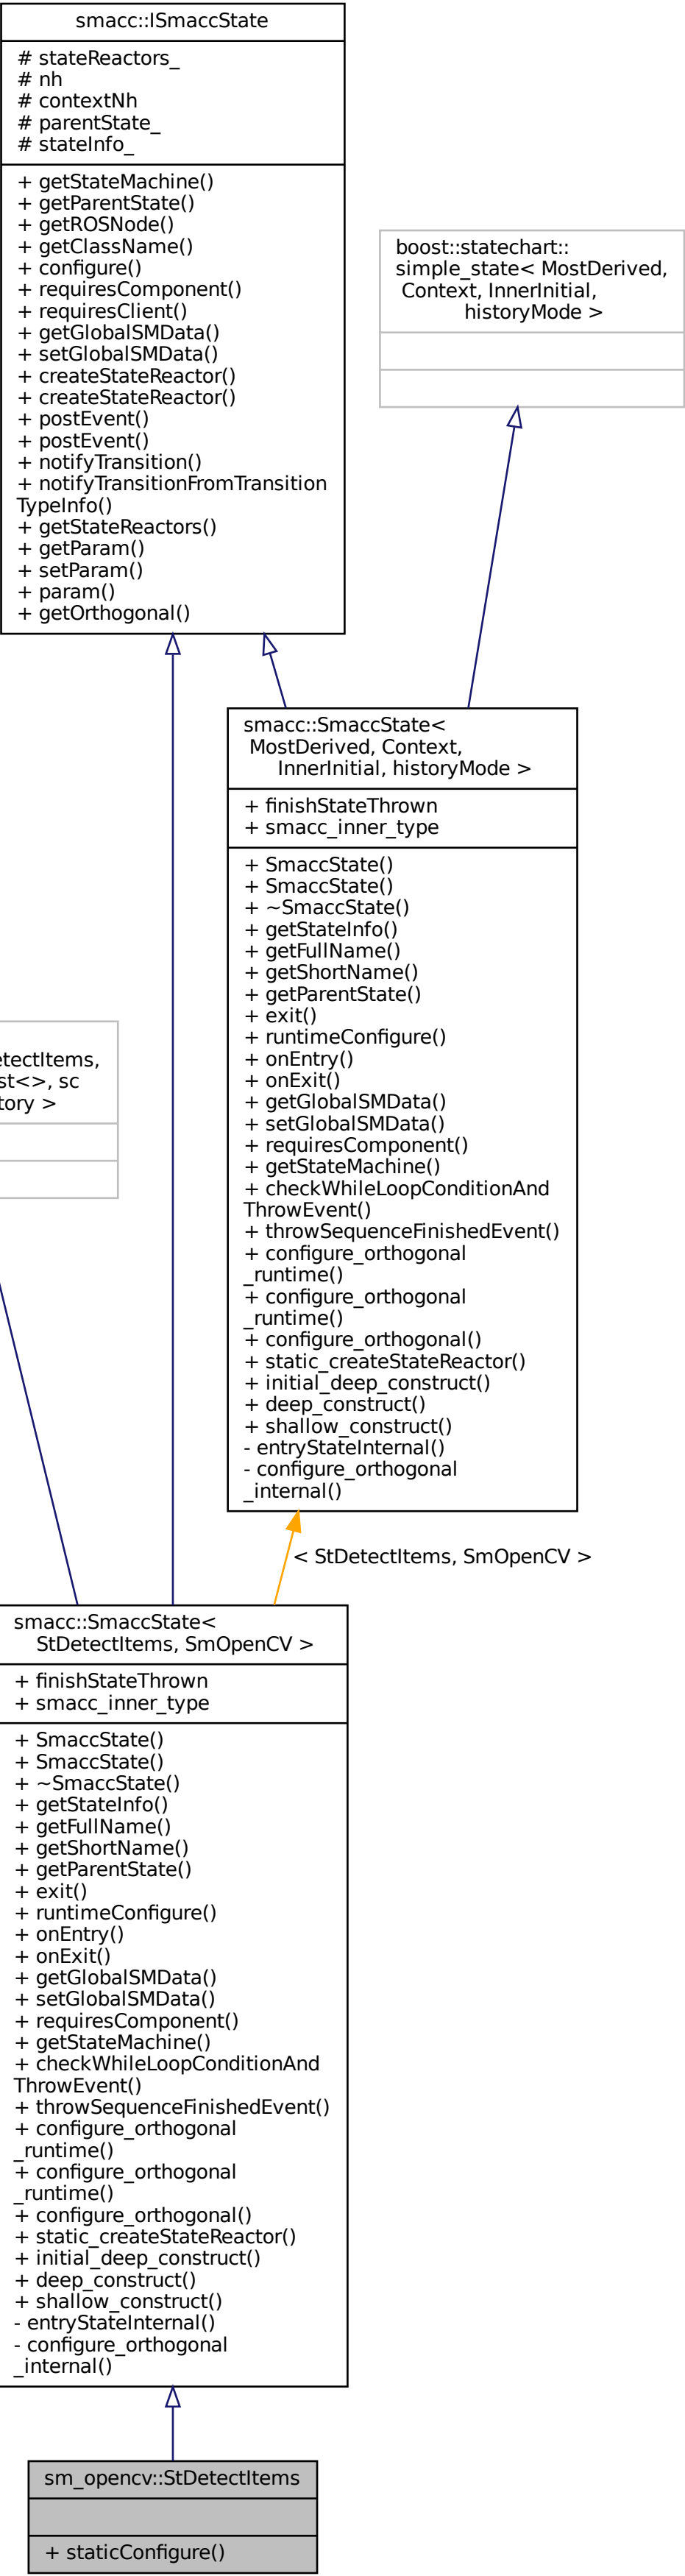 smacc::ISmaccState
# stateReactors_
# nh
# contextNh
# parentState_
# stateInfo_
+ getStateMachine()
+ getParentState()
+ getROSNode()
+ getClassName()
+ configure()
+ requiresComponent()
+ requiresClient()
+ getGlobalSMData()
+ setGlobalSMData()
+ createStateReactor()
+ createStateReactor()
+ postEvent()
+ postEvent()
+ notifyTransition()
+ notifyTransitionFromTransition
TypeInfo()
+ getStateReactors()
+ getParam()
+ setParam()
+ param()
+ getOrthogonal()
boost::statechart::
simple_state< MostDerived,
Context, InnerInitial,
historyMode >
smacc::SmaccState<
MostDerived, Context,
InnerInitial, historyMode >
+ finishStateThrown
+ smacc_inner_type
+ SmaccState()
+ SmaccState()
+ ~SmaccState()
+ getStateInfo()
+ getFullName()
+ getShortName()
+ getParentState()
+ exit()
+ runtimeConfigure()
+ onEntry()
+ onExit()
+ getGlobalSMData()
+ setGlobalSMData()
+ requiresComponent()
+ getStateMachine()
+ checkWhileLoopConditionAnd
ThrowEvent()
+ throwSequenceFinishedEvent()
+ configure_orthogonal
_runtime()
+ configure_orthogonal
_runtime()
+ configure_orthogonal()
+ static_createStateReactor()
+ initial_deep_construct()
+ deep_construct()
+ shallow_construct()
- entryStateInternal()
- configure_orthogonal
_internal()
etectItems,
st<>, sc
tory >
< StDetectItems, SmOpenCV >
smacc::SmaccState<
StDetectItems, SmOpenCV >
+ finishStateThrown
+ smacc_inner_type
+ SmaccState()
+ SmaccState()
+ ~SmaccState()
+ getStateInfo()
+ getFullName()
+ getShortName()
+ getParentState()
+ exit()
+ runtimeConfigure()
+ onEntry()
+ onExit()
+ getGlobalSMData()
+ setGlobalSMData()
+ requiresComponent()
+ getStateMachine()
+ checkWhileLoopConditionAnd
ThrowEvent()
+ throwSequenceFinishedEvent()
+ configure_orthogonal
_runtime()
+ configure_orthogonal
_runtime()
+ configure_orthogonal()
+ static_createStateReactor()
+ initial_deep_construct()
+ deep_construct()
+ shallow_construct()
- entryStateInternal()
- configure_orthogonal
_internal()
sm_opencv::StDetectItems
+ staticConfigure()